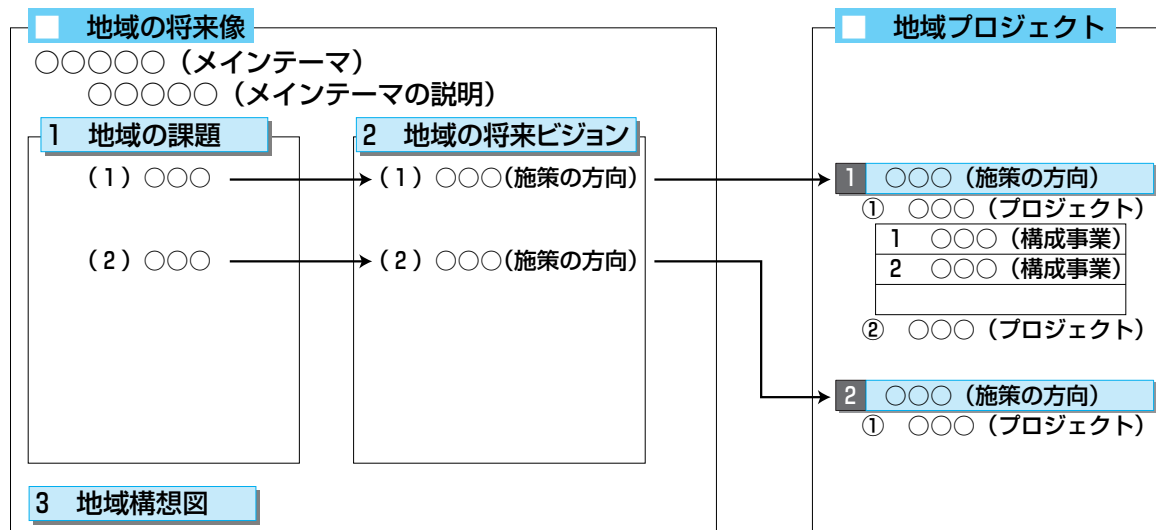 地域の将来像
○○○○○（メインテーマ）
○○○○○（メインテーマの説明）
1 地域の課題
(1)○○○
(2)○○○
2 地域の将来ビジョン
(1)○○○(施策の方向)
(2)○○○(施策の方向)
3 地域構想図
地域プロジェクト
1 ○○○（施策の方向）
① ○○○（プロジェクト）
1 ○○○（構成事業）
2 ○○○（構成事業）
② ○○○（プロジェクト）
2 ○○○（施策の方向）
① ○○○（プロジェクト）